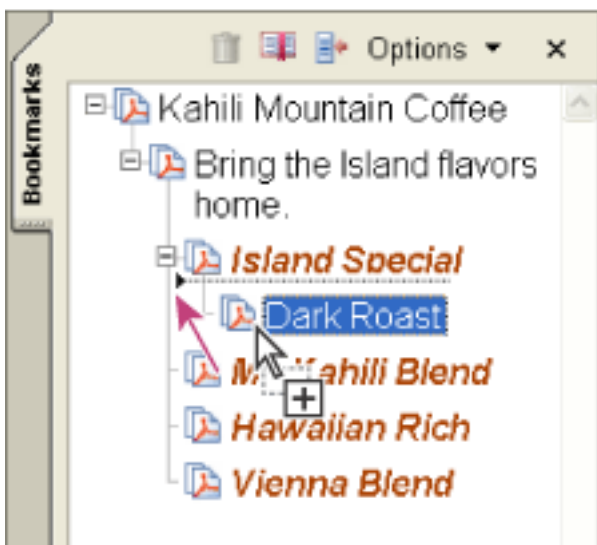 Options
Bookmarks
Kahili Mountain Coffee
Bring the Island flavors
home.
Island Special
Dark Roast
Kahili Blend
Hawaiian Rich
Vienna Blend